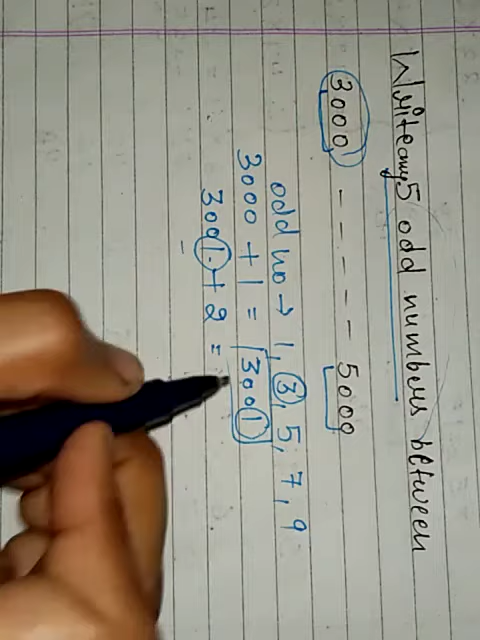 Write any 5 odd numbers between
3000 - - - - - 5000
odd no → 1, 3, 5, 7, 9
3000 + 1 = 3001
3001 + 2 =